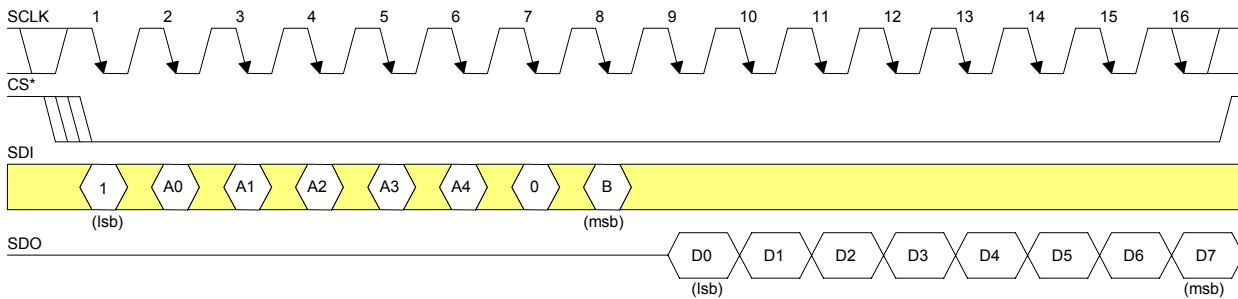 SCLK 1 2 3 4 5 6 7 8 9 10 11 12 13 14 15 16
CS*
SDI
1 A0 A1 A2 A3 A4 0 B
(lsb) (msb)
SDO
D0 D1 D2 D3 D4 D5 D6 D7
(lsb) (msb)